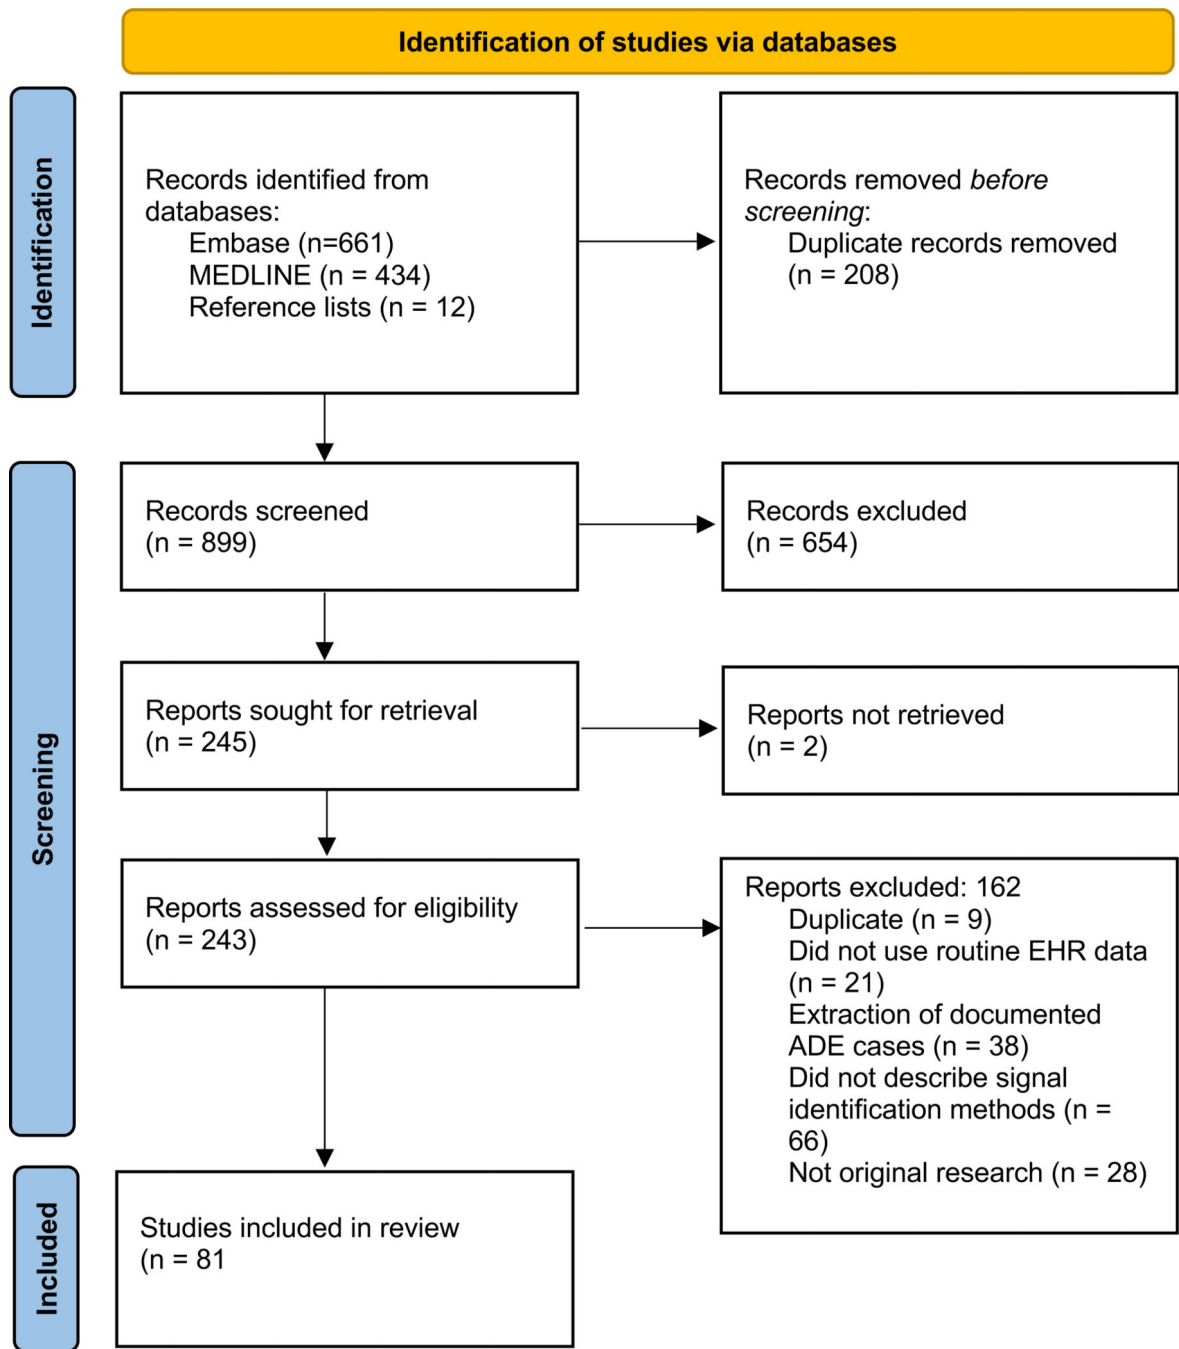 Identification of studies via databases
Identification
Records identified from
databases:
Embase (n=661)
MEDLINE (n = 434)
Reference lists (n = 12)
Records removed before
screening:
Duplicate records removed
(n = 208)
Screening
Records screened
(n = 899)
Records excluded
(n = 654)
Reports sought for retrieval
(n = 245)
Reports not retrieved
(n = 2)
Reports assessed for eligibility
(n = 243)
Reports excluded: 162
Duplicate (n = 9)
Did not use routine EHR data
(n = 21)
Extraction of documented
ADE cases (n = 38)
Did not describe signal
identification methods (n =
66)
Not original research (n = 28)
Included
Studies included in review
(n = 81